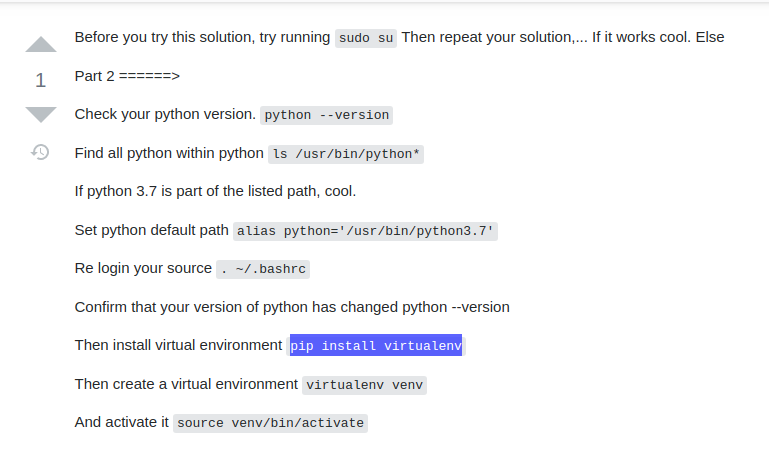 Before you try this solution, try running sudo su Then repeat your solution,... If it works cool. Else
Part 2 ======>
1
Check your python version. python --version
Find all python within python ls /usr/bin/python*
If python 3.7 is part of the listed path, cool.
Set python default path alias python='/usr/bin/python3.7'
Re login your source . ~/.bashrc
Confirm that your version of python has changed python --version
Then install virtual environment pip install virtualenv
Then create a virtual environment virtualenv venv
And activate it source venv/bin/activate